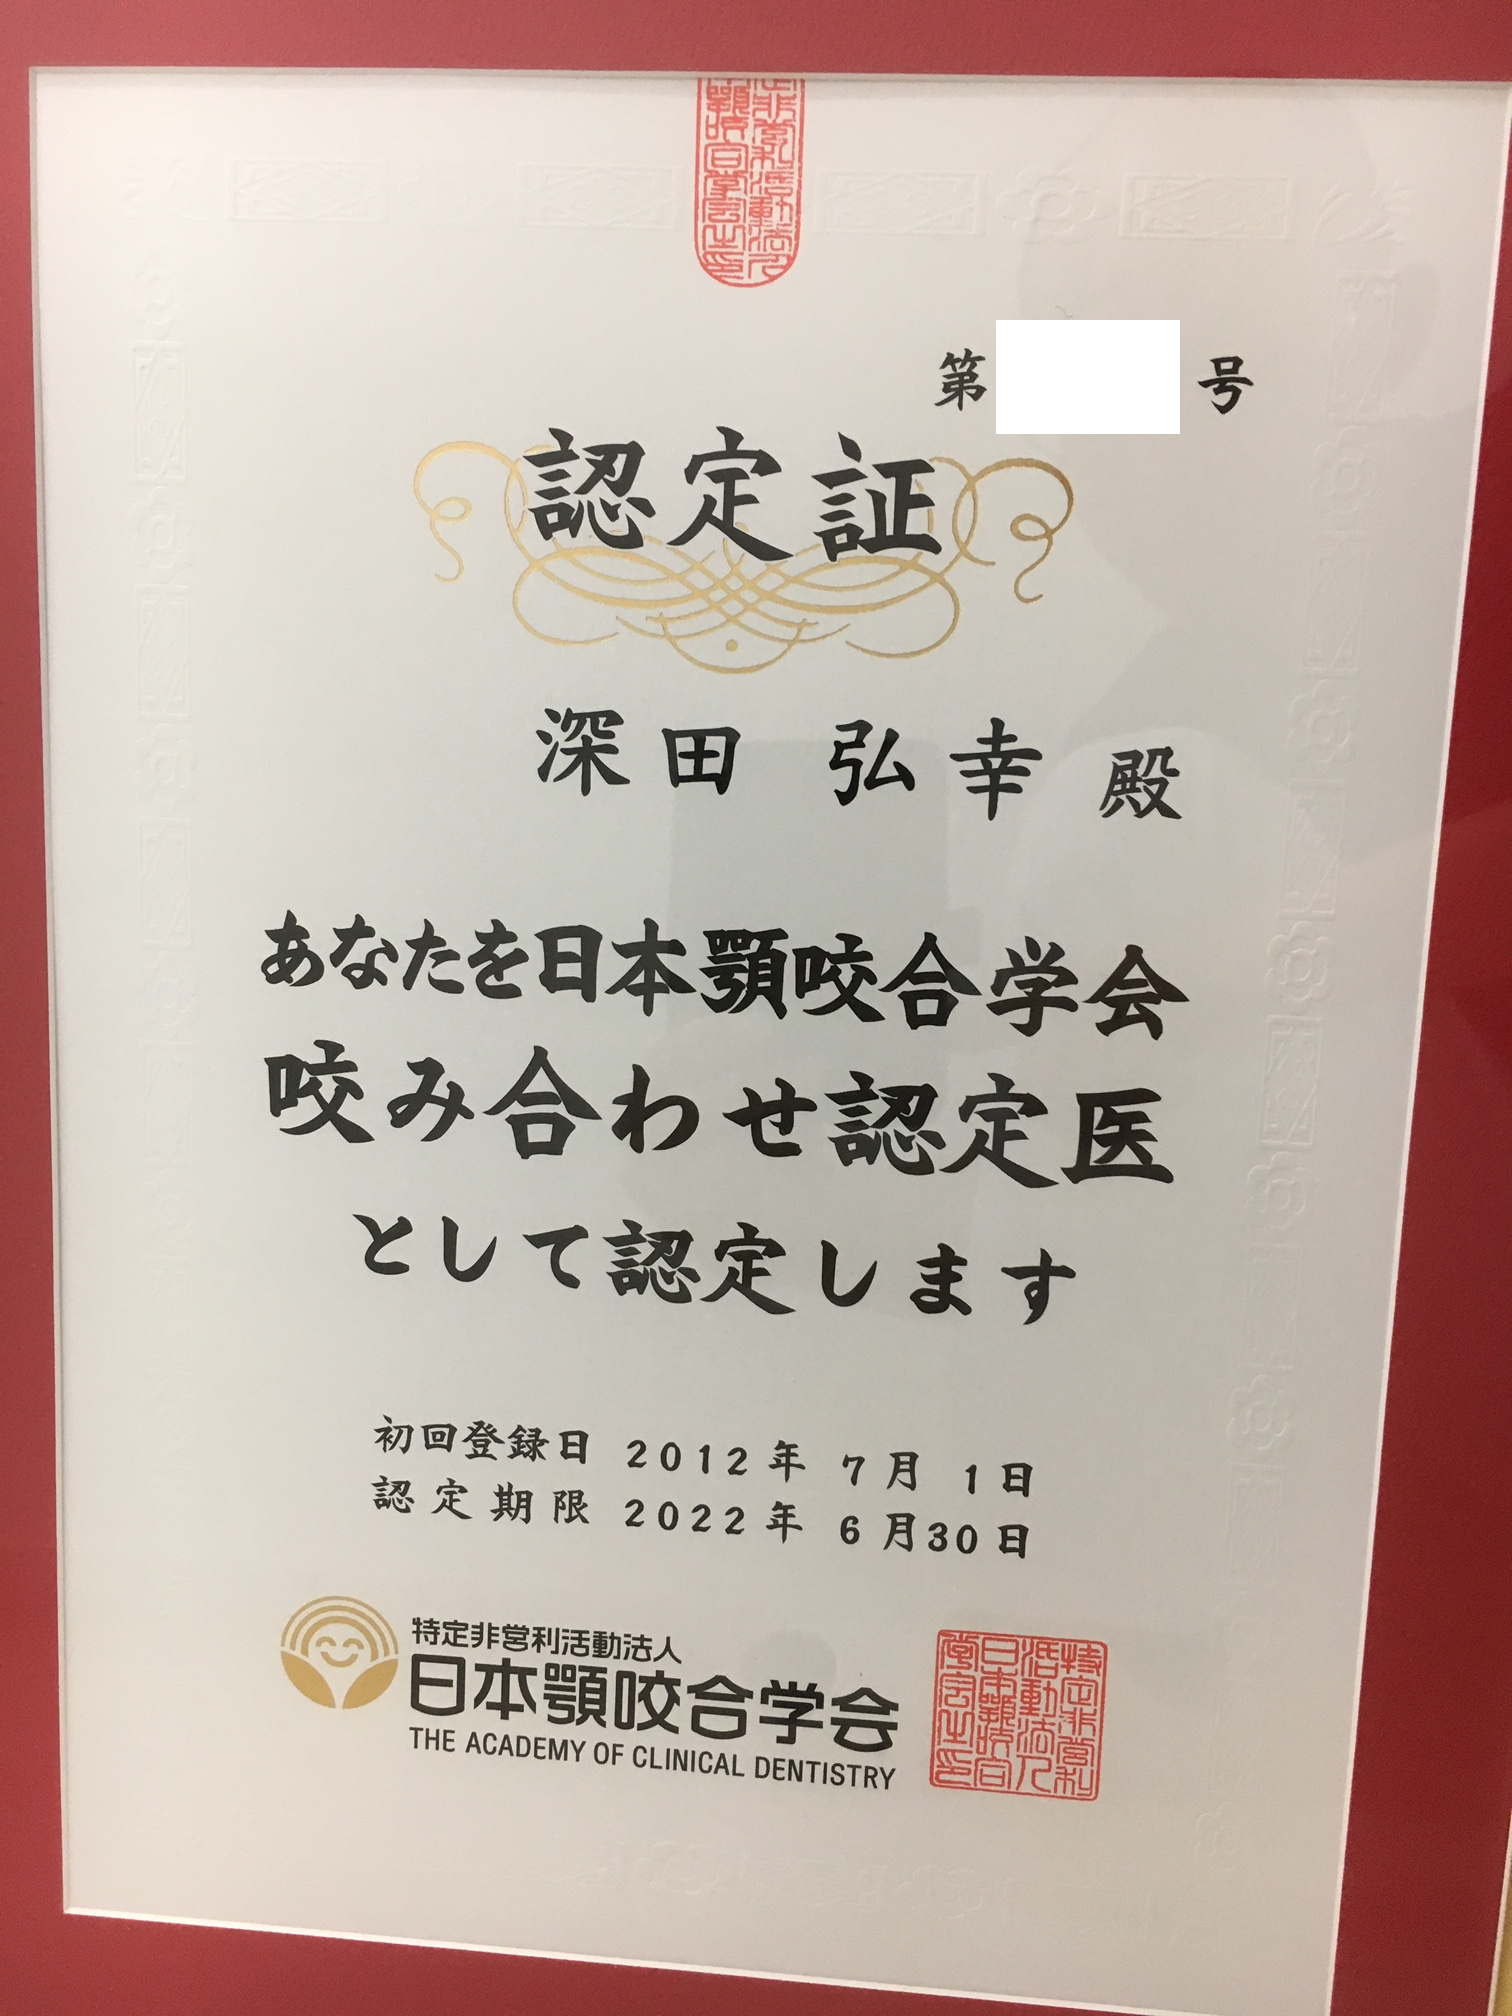 第 号
認定証
深田 弘幸 殿
あなたを日本顎咬合学会
咬み合わせ認定医
として認定します
初回登録日 2012年 7月 1日
認定期限 2022年 6月30日
特定非営利活動法人
日本顎咬合学会
THE ACADEMY OF CLINICAL DENTISTRY